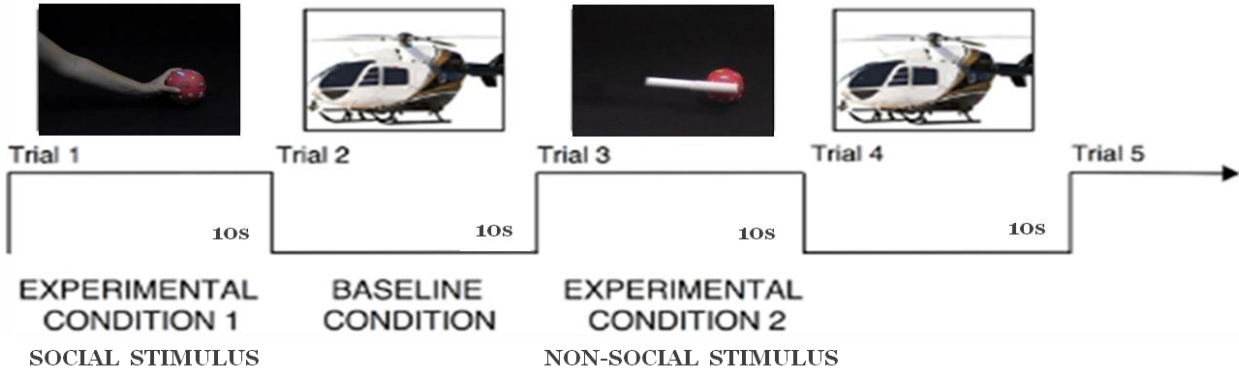 Trial 1
Trial 2
Trial 3
Trial 4
Trial 5
10s
10s
10s
10s
EXPERIMENTAL
CONDITION 1
BASELINE
CONDITION
EXPERIMENTAL
CONDITION 2
SOCIAL STIMULUS
NON-SOCIAL STIMULUS